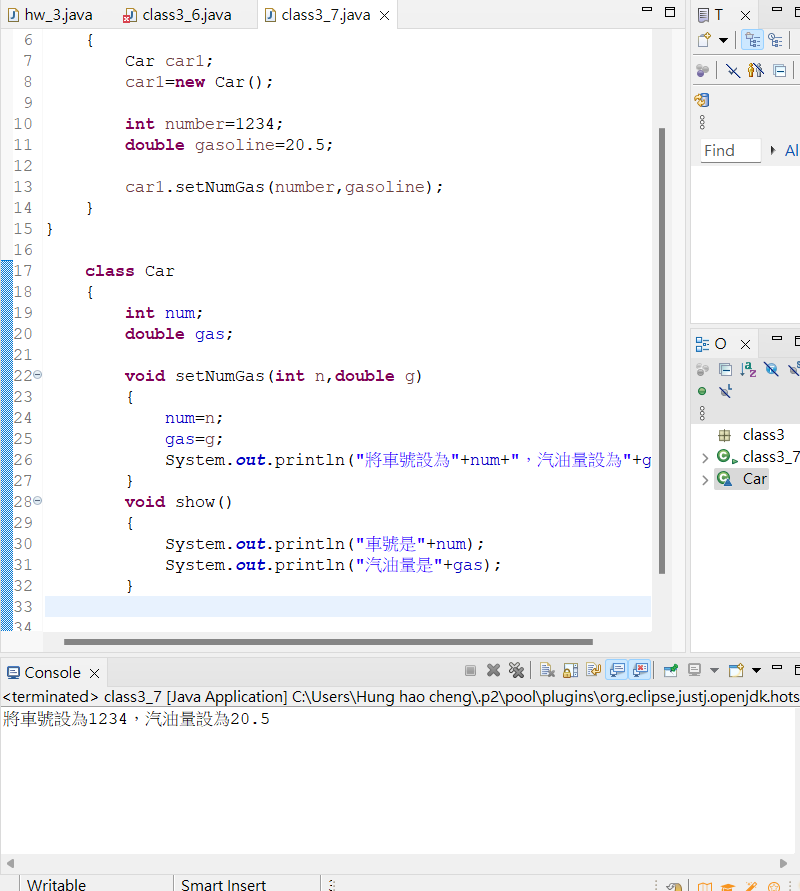 hw_3.java class3_6.java class3_7.java T
6 {
7 Car car1;
8 car1=new Car();
9
10 int number=1234;
11 double gasoline=20.5;
12
13 car1.setNumGas(number,gasoline);
14 }
15 }
16
17 class Car
18 {
19 int num;
20 double gas;
21
22 void setNumGas(int n,double g)
23 {
24 num=n;
25 gas=g;
26 System.out.println("將車號設為"+num+"，汽油量設為"+g
27 }
28 void show()
29 {
30 System.out.println("車號是"+num);
31 System.out.println("汽油量是"+gas);
32 }
33
34
Find Al
O
class3
class3_7
Car
Console
<terminated> class3_7 [Java Application] C:\Users\Hung hao cheng\.p2\pool\plugins\org.eclipse.justj.openjdk.hots
將車號設為1234，汽油量設為20.5
Writable Smart Insert